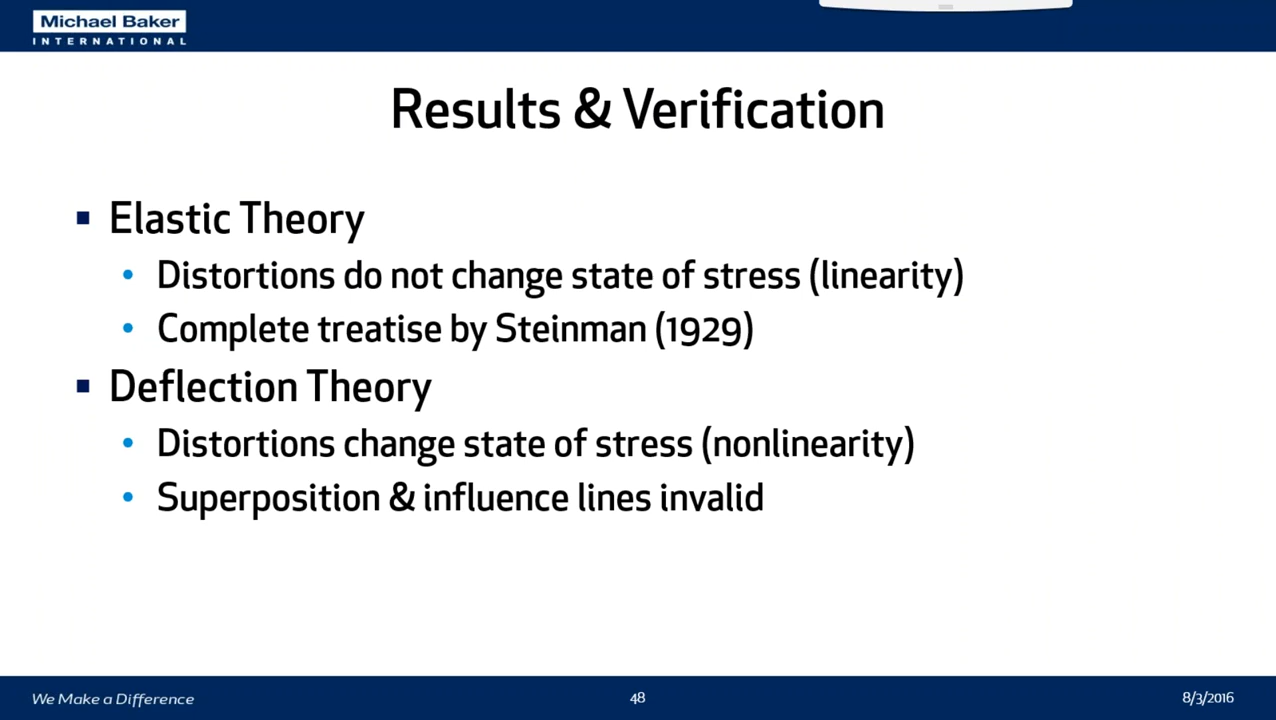 Michael Baker
INTERNATIONAL
Results & Verification
▪ Elastic Theory
• Distortions do not change state of stress (linearity)
• Complete treatise by Steinman (1929)
▪ Deflection Theory
• Distortions change state of stress (nonlinearity)
• Superposition & influence lines invalid
We Make a Difference
48
8/3/2016